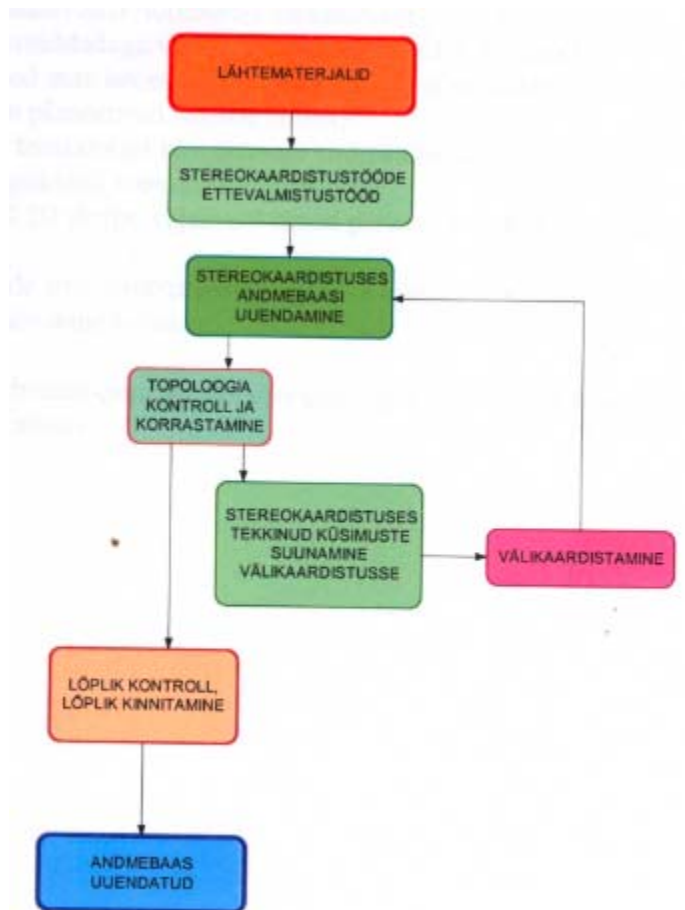 LÄHTEMATERJALID
STEREOKAARDISTUSTÖÖDE
ETTEVALMISTUSTÖÖD
STEREOKAARDISTUSES
ANDMEBAASI
UUENDAMINE
TOPOLOOGIA
KONTROLL JA
KORRASTAMINE
STEREOKAARDISTUSES
TEKKINUD KÜSIMUSTE
SUUNAMINE
VÄLIKAARDISTUSSE
VÄLIKAARDISTAMINE
LÕPLIK KONTROLL,
LÕPLIK KINNITAMINE
ANDMEBAAS
UUENDATUD